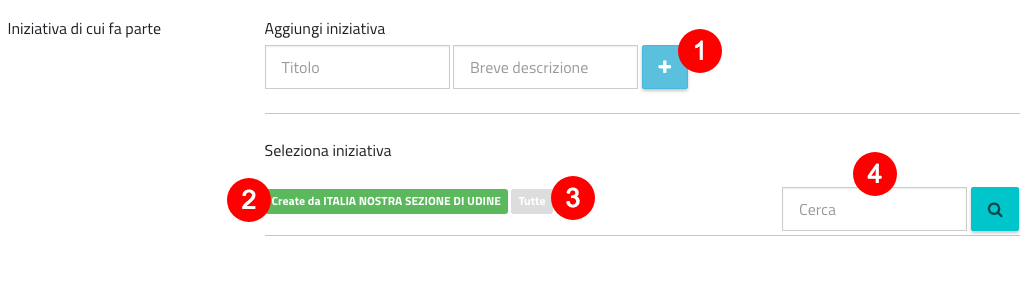 Iniziativa di cui fa parte
Aggiungi iniziativa
Titolo
Breve descrizione
+
1
Seleziona iniziativa
2
Create da ITALIA NOSTRA SEZIONE DI UDINE
Tutte
3
4
Cerca